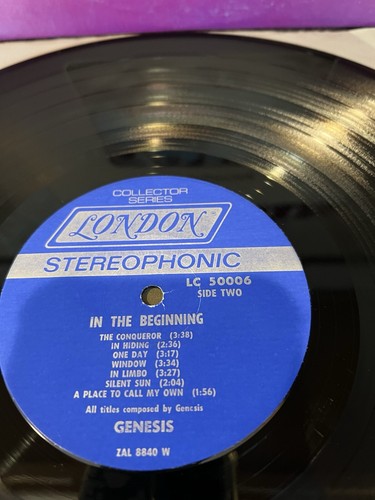 COLLECTOR
SERIES
LONDON
STEREOPHONIC
LC 50006
SIDE TWO
IN THE BEGINNING
THE CONQUEROR (3:38)
IN HIDING (2:36)
ONE DAY (3:17)
WINDOW (3:34)
IN LIMBO (3:27)
SILENT SUN (2:04)
A PLACE TO CALL MY OWN (1:56)
All titles composed by Genesis
GENESIS
ZAL 8840 W